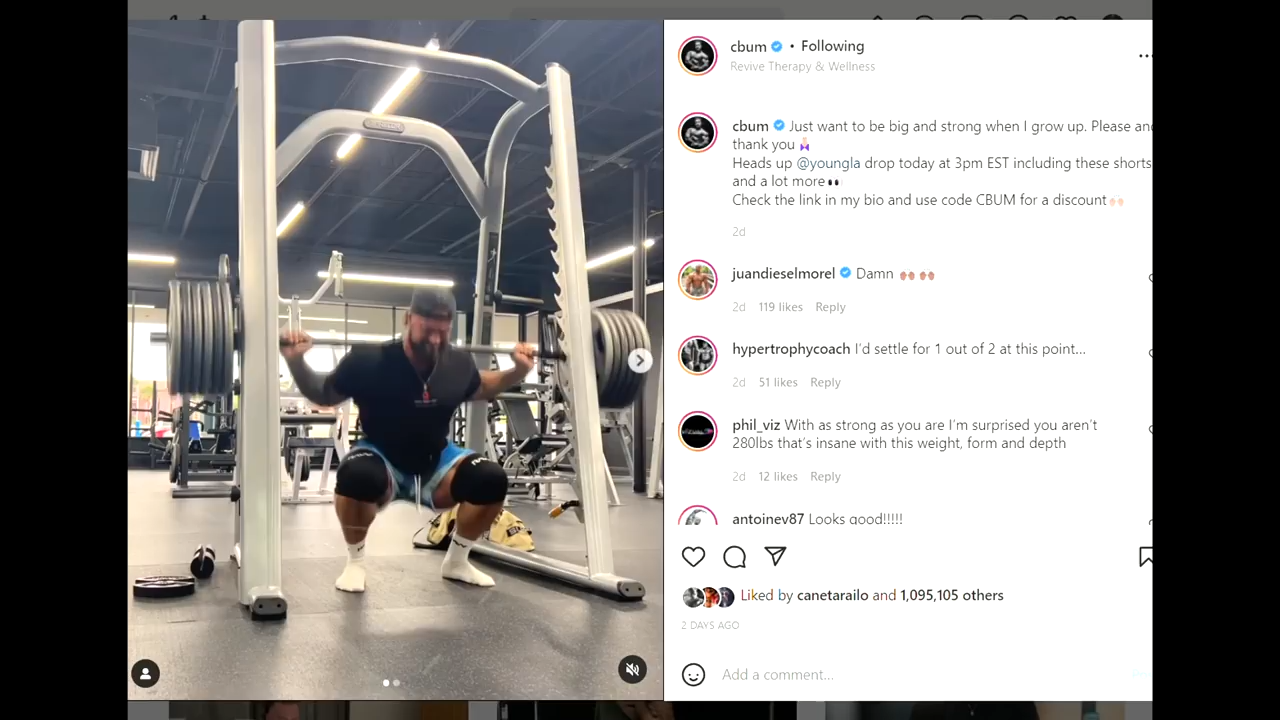 cbum • Following
Revive Therapy & Wellness
cbum Just want to be big and strong when I grow up. Please and
thank you
Heads up @youngla drop today at 3pm EST including these shorts
and a lot more
Check the link in my bio and use code CBUM for a discount
2d
juandieselmorel Damn
2d 119 likes Reply
hypertrophycoach I'd settle for 1 out of 2 at this point...
2d 51 likes Reply
phil_viz With as strong as you are I'm surprised you aren't
280lbs that's insane with this weight, form and depth
2d 12 likes Reply
antoinev87 Looks good!!!!!
Liked by canetarailo and 1,095,105 others
2 DAYS AGO
Add a comment...